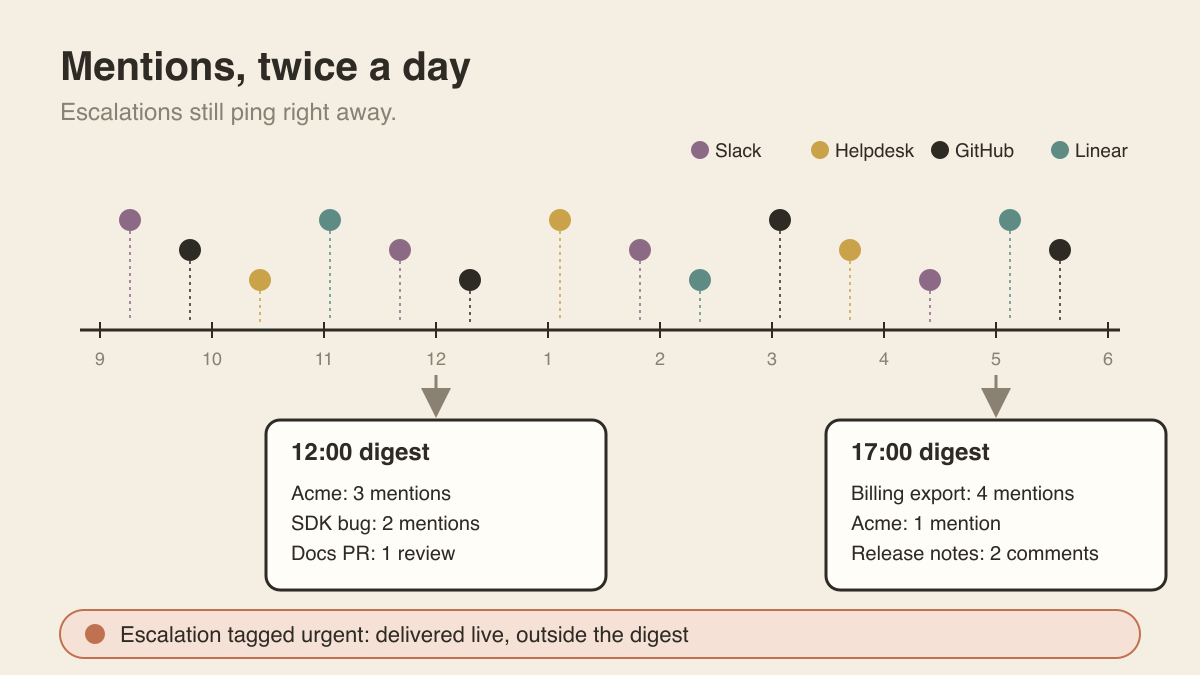 Mentions, twice a day
Escalations still ping right away.
Slack Helpdesk GitHub Linear
9 10 11 12 1 2 3 4 5 6
12:00 digest
Acme: 3 mentions
SDK bug: 2 mentions
Docs PR: 1 review
17:00 digest
Billing export: 4 mentions
Acme: 1 mention
Release notes: 2 comments
Escalation tagged urgent: delivered live, outside the digest